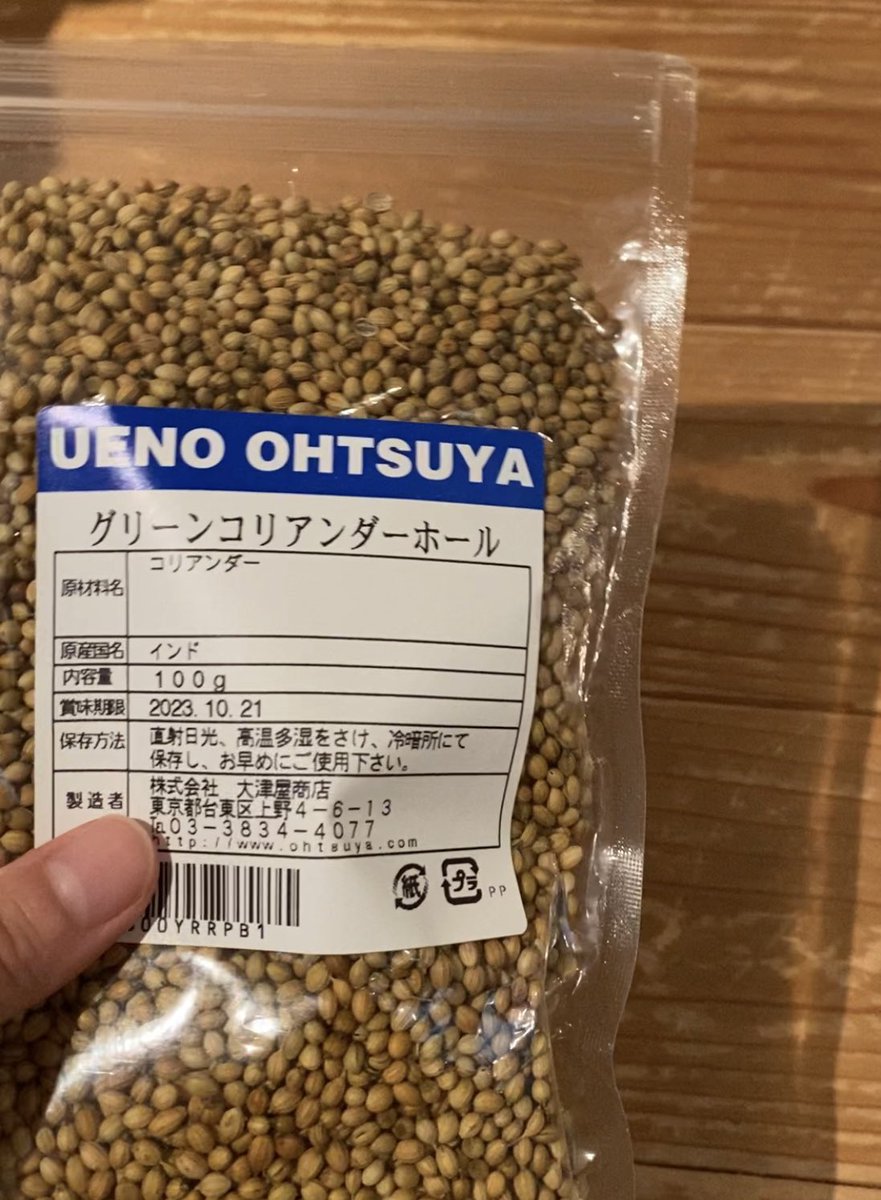 UENO OHTSUYA
グリーンコリアンダーホール
原材料名 コリアンダー
原産国名 インド
内容量 100g
賞味期限 2023.10.21
保存方法 直射日光、高温多湿をさけ、冷暗所にて
保存し、お早めにご使用下さい。
製造者 株式会社 大津屋商店
東京都台東区上野4-6-13
℡03-3834-4077
http://www.ohtsuya.com
紙 プラ PP
00YRRPB1